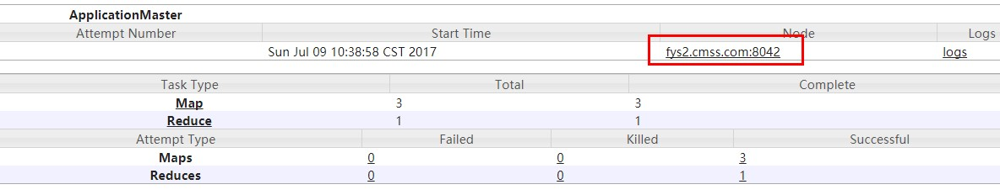 ApplicationMaster
Attempt Number Start Time Node Logs
Sun Jul 09 10:38:58 CST 2017 fys2.cmss.com:8042 logs
Task Type Total Complete
Map 3 3
Reduce 1 1
Attempt Type Failed Killed Successful
Maps 0 0 3
Reduces 0 0 1